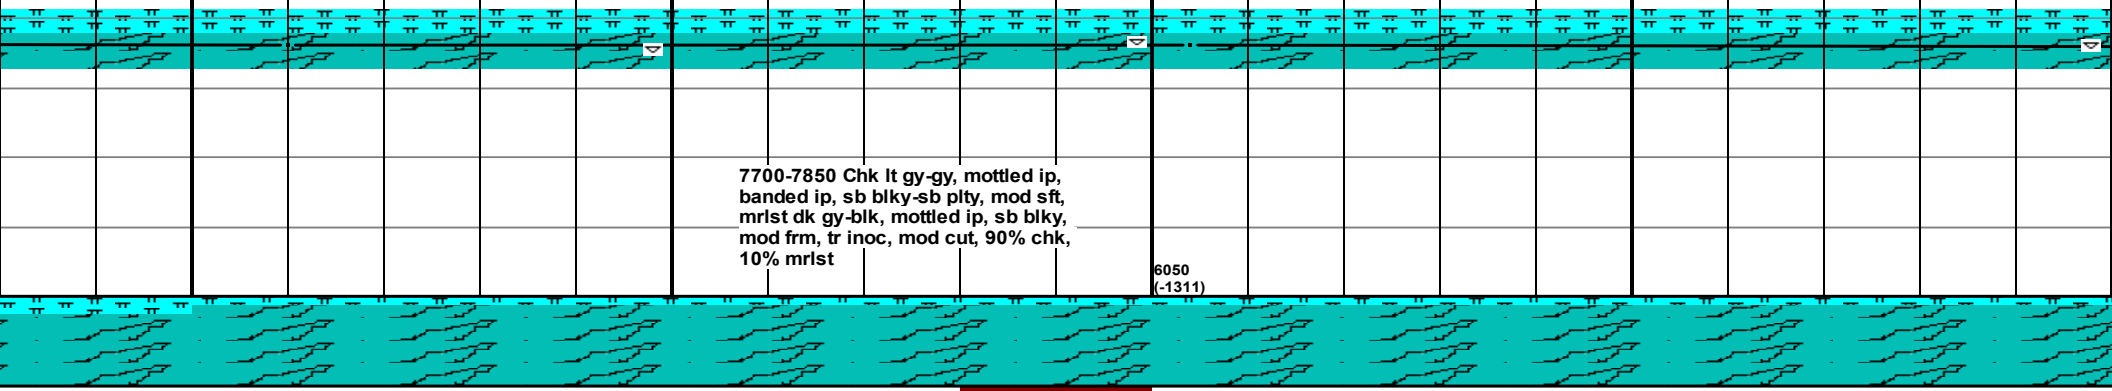 7700-7850 Chk lt gy-gy, mottled ip,
banded ip, sb blky-sb plty, mod sft,
mrlst dk gy-blk, mottled ip, sb blky,
mod frm, tr inoc, mod cut, 90% chk,
10% mrlst
6050
(-1311)